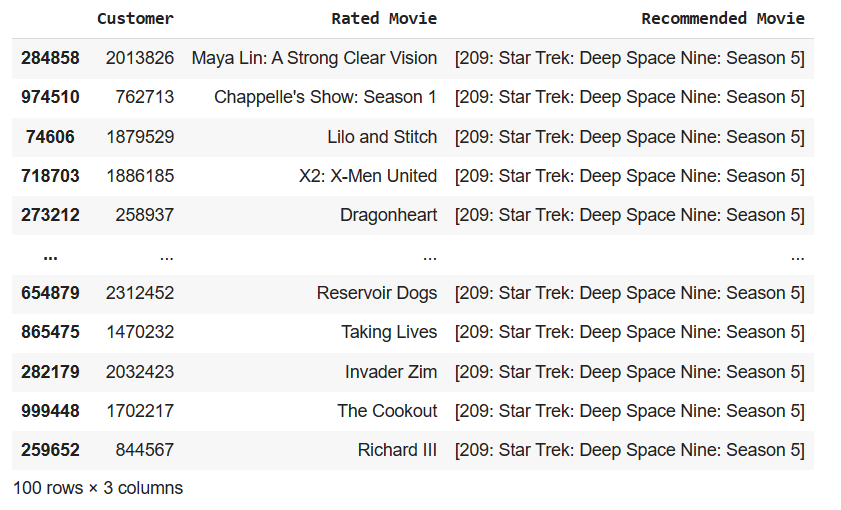 Customer Rated Movie Recommended Movie
284858 2013826 Maya Lin: A Strong Clear Vision [209: Star Trek: Deep Space Nine: Season 5]
974510 762713 Chappelle's Show: Season 1 [209: Star Trek: Deep Space Nine: Season 5]
74606 1879529 Lilo and Stitch [209: Star Trek: Deep Space Nine: Season 5]
718703 1886185 X2: X-Men United [209: Star Trek: Deep Space Nine: Season 5]
273212 258937 Dragonheart [209: Star Trek: Deep Space Nine: Season 5]
... ... ... ...
654879 2312452 Reservoir Dogs [209: Star Trek: Deep Space Nine: Season 5]
865475 1470232 Taking Lives [209: Star Trek: Deep Space Nine: Season 5]
282179 2032423 Invader Zim [209: Star Trek: Deep Space Nine: Season 5]
999448 1702217 The Cookout [209: Star Trek: Deep Space Nine: Season 5]
259652 844567 Richard III [209: Star Trek: Deep Space Nine: Season 5]
100 rows × 3 columns